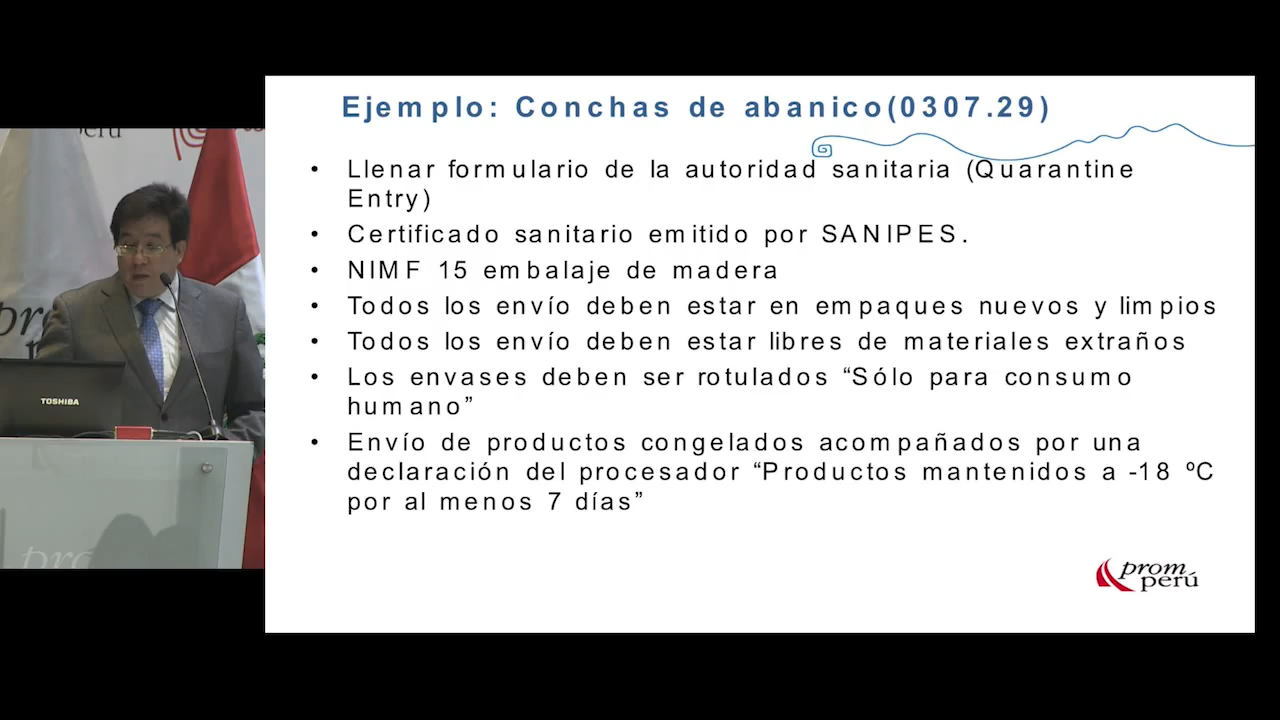 Ejemplo: Conchas de abanico(0307.29)
• Llenar formulario de la autoridad sanitaria (Quarantine
Entry)
• Certificado sanitario emitido por SANIPES.
• NIMF 15 embalaje de madera
• Todos los envío deben estar en empaques nuevos y limpios
• Todos los envío deben estar libres de materiales extraños
• Los envases deben ser rotulados “Sólo para consumo
humano”
• Envío de productos congelados acompañados por una
declaración del procesador “Productos mantenidos a -18 ºC
por al menos 7 días”
prom
perú
TOSHIBA